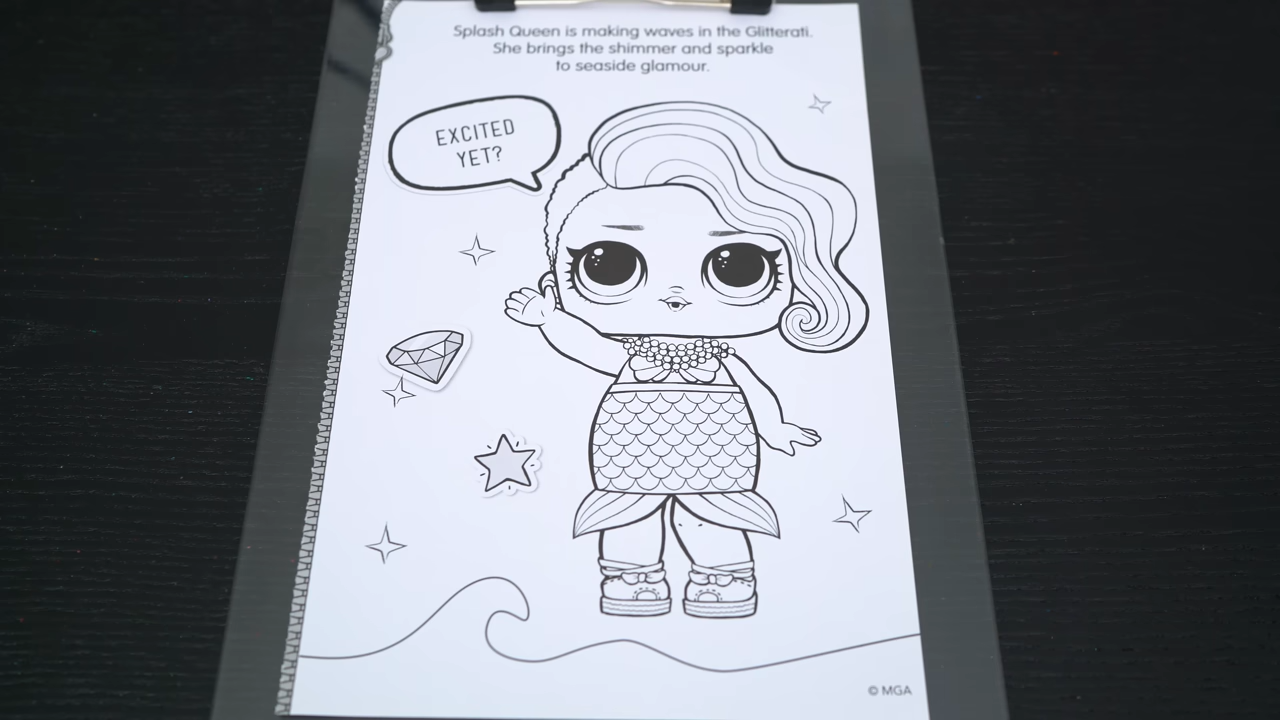 Splash Queen is making waves in the Glitterati.
She brings the shimmer and sparkle
to seaside glamour.
EXCITED
YET?
© MGA